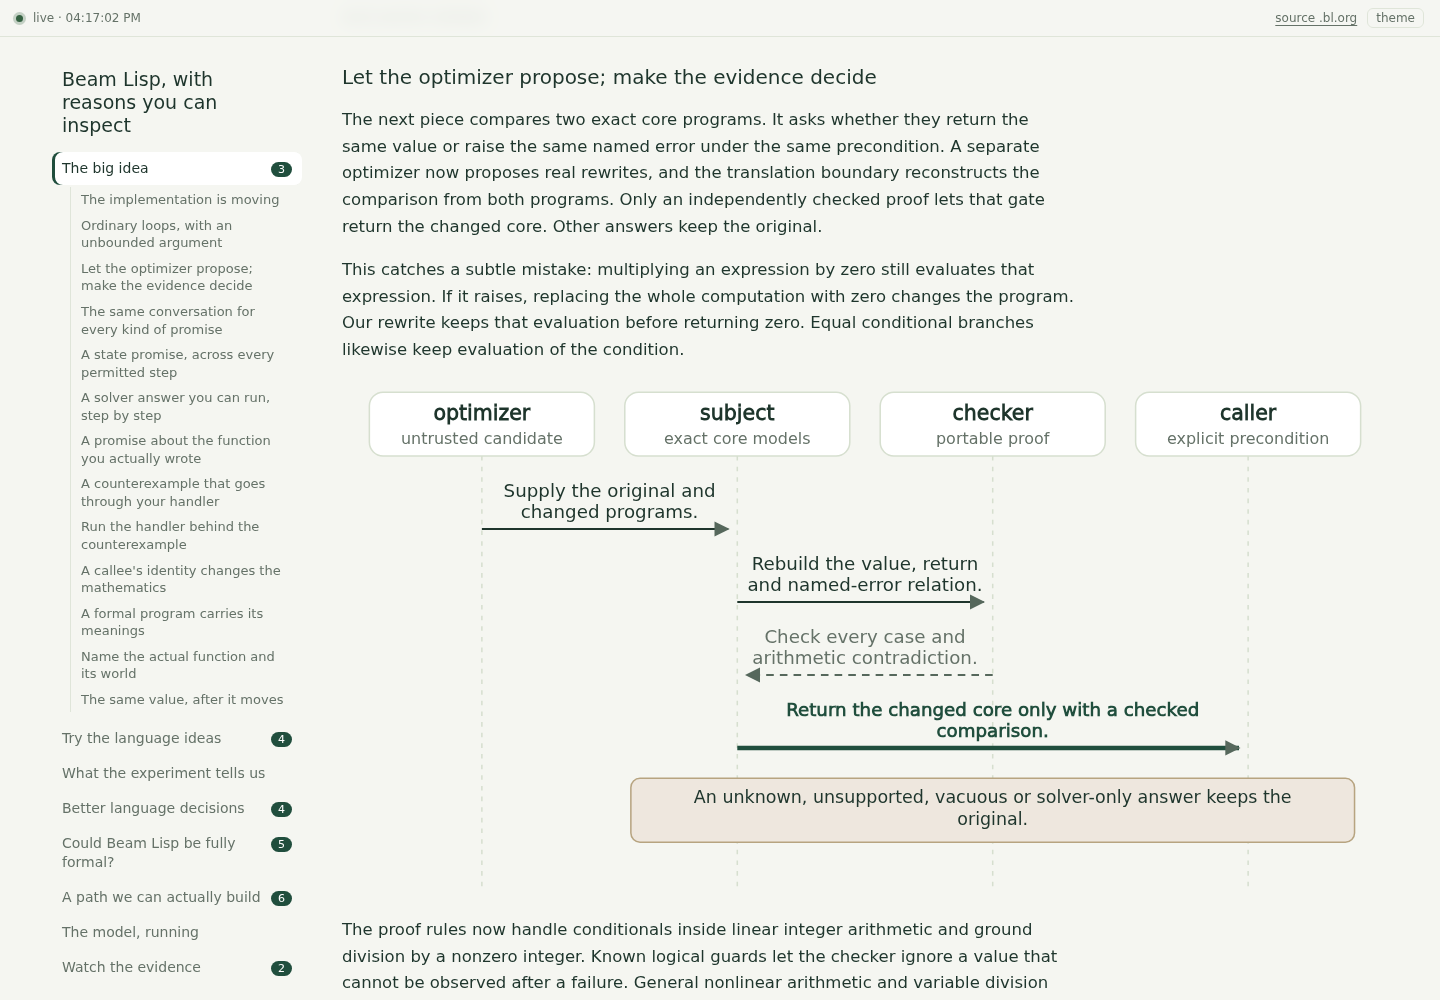 live · 04:17:02 PM
source .bl.org
theme
Beam Lisp, with
reasons you can
inspect
The big idea
3
The implementation is moving
Ordinary loops, with an
unbounded argument
Let the optimizer propose;
make the evidence decide
The same conversation for
every kind of promise
A state promise, across every
permitted step
A solver answer you can run,
step by step
A promise about the function
you actually wrote
A counterexample that goes
through your handler
Run the handler behind the
counterexample
A callee's identity changes the
mathematics
A formal program carries its
meanings
Name the actual function and
its world
The same value, after it moves
Try the language ideas
4
What the experiment tells us
Better language decisions
4
Could Beam Lisp be fully
formal?
5
A path we can actually build
6
The model, running
Watch the evidence
2
Let the optimizer propose; make the evidence decide
The next piece compares two exact core programs. It asks whether they return the
same value or raise the same named error under the same precondition. A separate
optimizer now proposes real rewrites, and the translation boundary reconstructs the
comparison from both programs. Only an independently checked proof lets that gate
return the changed core. Other answers keep the original.
This catches a subtle mistake: multiplying an expression by zero still evaluates that
expression. If it raises, replacing the whole computation with zero changes the program.
Our rewrite keeps that evaluation before returning zero. Equal conditional branches
likewise keep evaluation of the condition.
optimizer
untrusted candidate
subject
exact core models
checker
portable proof
caller
explicit precondition
Supply the original and
changed programs.
Rebuild the value, return
and named-error relation.
Check every case and
arithmetic contradiction.
Return the changed core only with a checked
comparison.
An unknown, unsupported, vacuous or solver-only answer keeps the
original.
The proof rules now handle conditionals inside linear integer arithmetic and ground
division by a nonzero integer. Known logical guards let the checker ignore a value that
cannot be observed after a failure. General nonlinear arithmetic and variable division